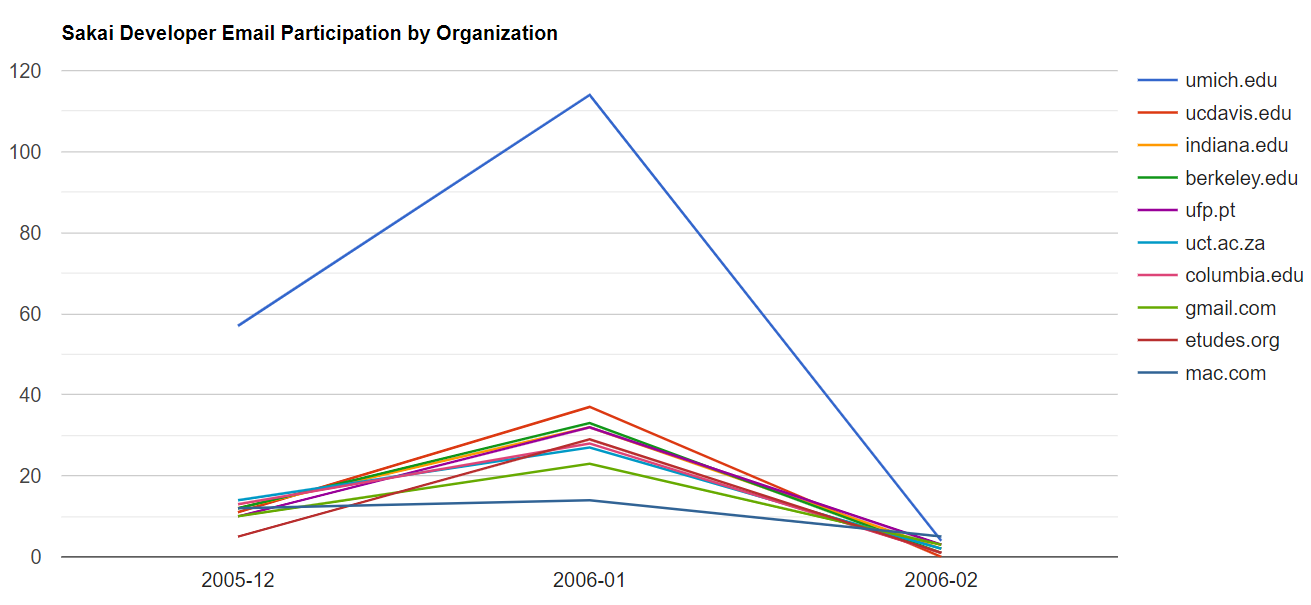 Sakai Developer Email Participation by Organization
120
100
80
60
40
20
0
2005-12
2006-01
2006-02
umich.edu
ucdavis.edu
indiana.edu
berkeley.edu
ufp.pt
uct.ac.za
columbia.edu
gmail.com
etudes.org
mac.com